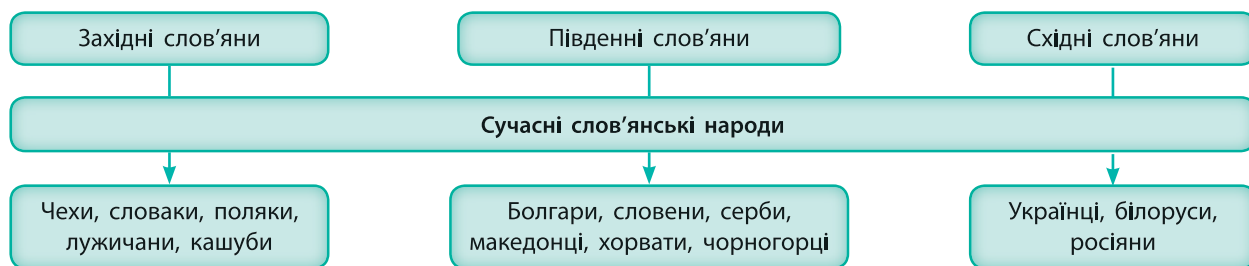 Західні слов’яни
Південні слов’яни
Східні слов’яни
Сучасні слов’янські народи
Чехи, словаки, поляки,
лужичани, кашуби
Болгари, словени, серби,
македонці, хорвати, чорногорці
Українці, білоруси,
росіяни